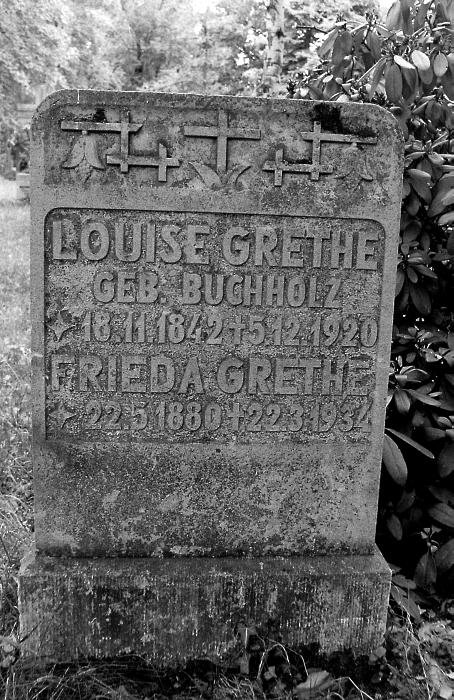 LOUISE GRETHE
GEB. BUCHHOLZ
18.11.1842 † 5.12.1920
FRIEDA GRETHE
22.5.1880 † 22.3.1934